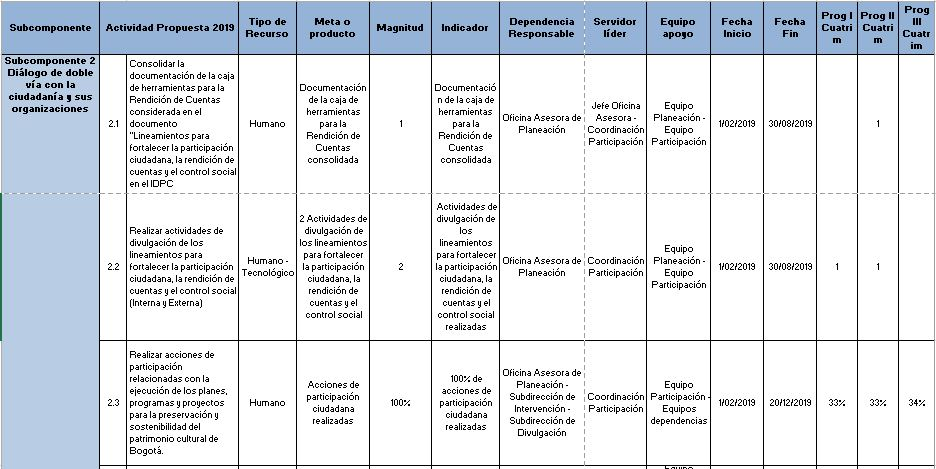 Subcomponente
Actividad Propuesta 2019
Tipo de
Recurso
Meta o
producto
Magnitud
Indicador
Dependencia
Responsable
Servidor
líder
Equipo
apoyo
Fecha
Inicio
Fecha
Fin
Prog I
Cuatri
m
Prog II
Cuatri
m
Prog
III
Cuatr
im
Subcomponente 2
Diálogo de doble
vía con la
ciudadanía y sus
organizaciones
2.1
Consolidar la
documentación de la caja
de herramientas para la
Rendición de Cuentas
considerada en el
documento
"Lineamientos para
fortalecer la participación
ciudadana, la rendición de
cuentas y el control social
en el IDPC
Humano
Documentación
de la caja de
herramientas
para la
Rendición de
Cuentas
consolidada
1
Documentació
n de la caja de
herramientas
para la
Rendición de
Cuentas
consolidada
Oficina Asesora de
Planeación
Jefe Oficina
Asesora -
Coordinación
Participación
Equipo
Planeación -
Equipo
Participación
1/02/2019
30/08/2019
1
2.2
Realizar actividades de
divulgación de los
lineamientos para
fortalecer la participación
ciudadana, la rendición de
cuentas y el control social
(Interna y Externa)
Humano -
Tecnológico
2 Actividades de
divulgación de
los lineamientos
para fortalecer
la participación
ciudadana, la
rendición de
cuentas y el
control social
2
Actividades de
divulgación de
los
lineamientos
para fortalecer
la participación
ciudadana, la
rendición de
cuentas y el
control social
realizadas
Oficina Asesora de
Planeación
Coordinación
Participación
Equipo
Planeación -
Equipo
Participación
1/02/2019
30/08/2019
1
1
2.3
Realizar acciones de
participación
relacionadas con la
ejecución de los planes,
programas y proyectos
para la preservación y
sostenibilidad del
patrimonio cultural de
Bogotá.
Humano
Acciones de
participación
ciudadana
realizadas
100%
100% de
acciones de
participación
ciudadana
realizadas
Oficina Asesora de
Planeación -
Subdirección de
Intervención -
Subdirección de
Divulgación
Coordinación
Participación
Equipo
Participación -
Equipos
dependencias
1/02/2019
20/12/2019
33%
33%
34%
Equipo